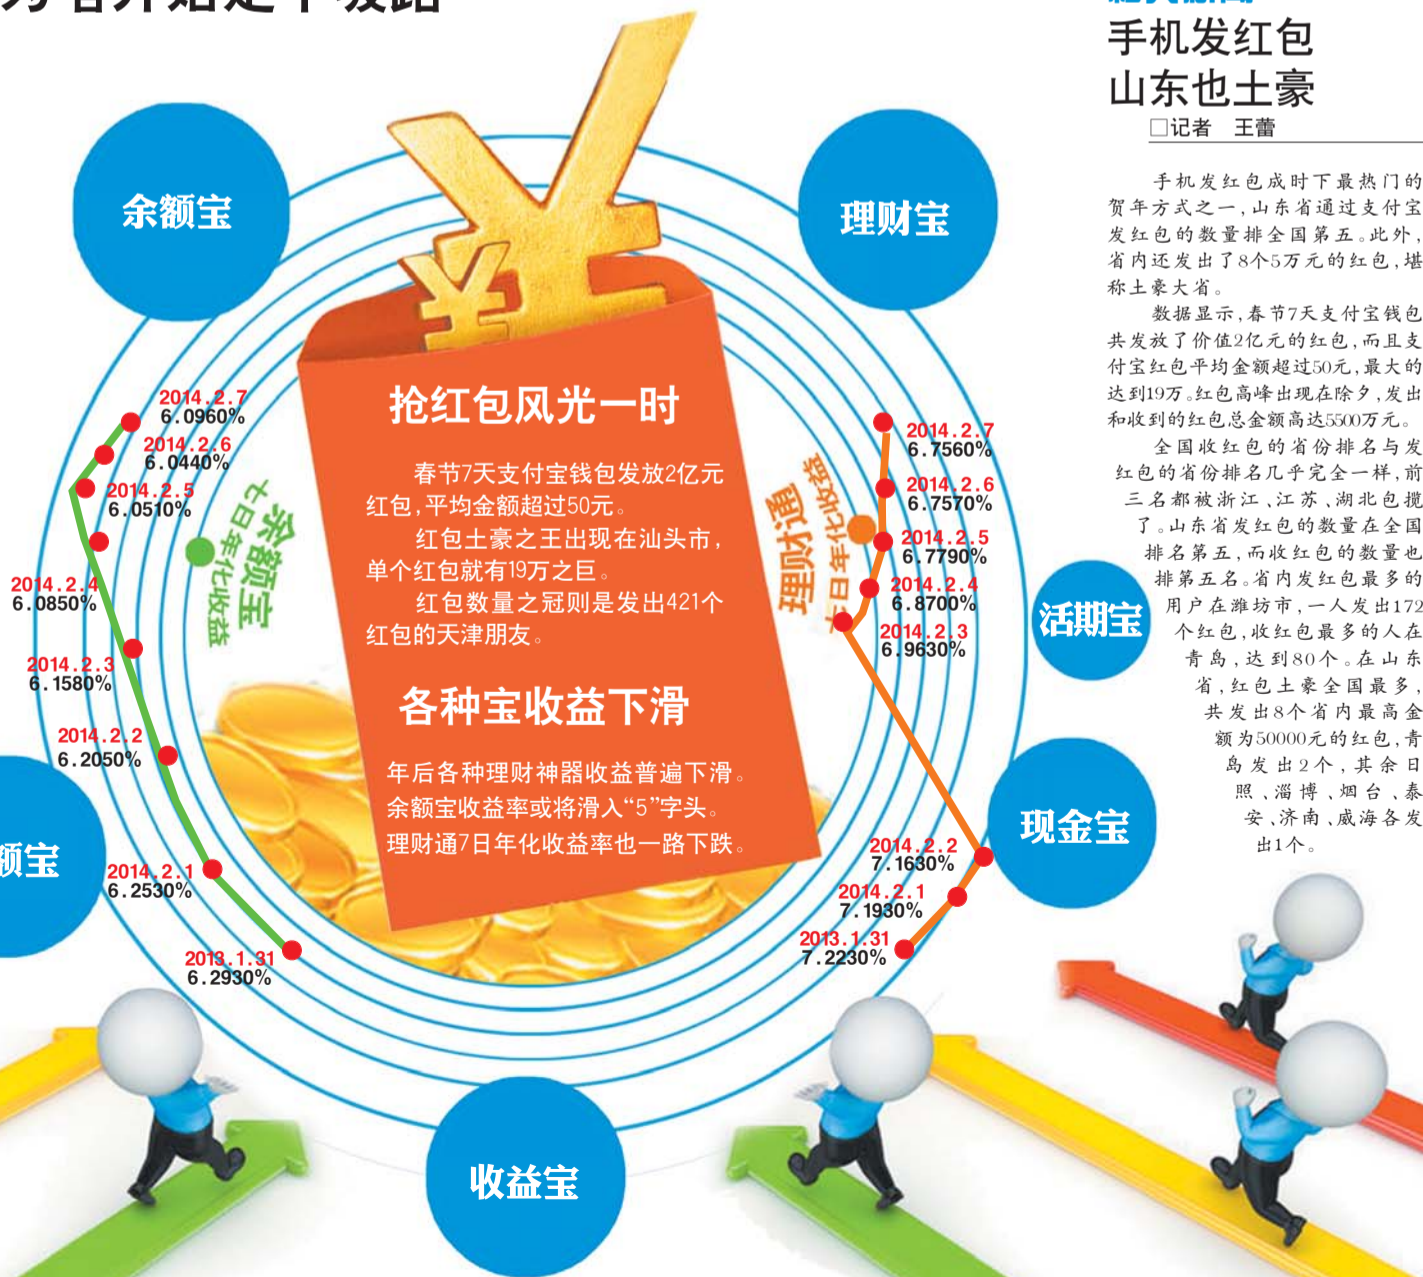 手机发红包
山东也土豪
□记者 王蕾
手机发红包成时下最热门的
贺年方式之一,山东省通过支付宝
发红包的数量排全国第五。此外,
省内还发出了8个5万元的红包,堪
称土豪大省。
数据显示,春节7天支付宝钱包
共发放了价值2亿元的红包,而且支
付宝红包平均金额超过50元,最大的
达到19万。红包高峰出现在除夕,发出
和收到的红包总金额高达5500万元。
全国收红包的省份排名与发
红包的省份排名几乎完全一样,前
三名都被浙江、江苏、湖北包揽
了。山东省发红包的数量在全国
排名第五,而收红包的数量也
排第五名。省内发红包最多的
用户在潍坊市,一人发出172
个红包,收红包最多的人在
青岛,达到80个。在山东
省,红包土豪全国最多,
共发出8个省内最高金
额为50000元的红包,青
岛发出2个,其余日
照、淄博、烟台、泰
安、济南、威海各发
出1个。
余额宝
理财宝
活期宝
现金宝
收益宝
额宝
抢红包风光一时
春节7天支付宝钱包发放2亿元
红包,平均金额超过50元。
红包土豪之王出现在汕头市,
单个红包就有19万之巨。
红包数量之冠则是发出421个
红包的天津朋友。
各种宝收益下滑
年后各种理财神器收益普遍下滑。
余额宝收益率或将滑入“5”字头。
理财通7日年化收益率也一路下跌。
余额宝
七日年化收益
2014.2.7
6.0960%
2014.2.6
6.0440%
2014.2.5
6.0510%
2014.2.4
6.0850%
2014.2.3
6.1580%
2014.2.2
6.2050%
2014.2.1
6.2530%
2013.1.31
6.2930%
理财通
七日年化收益
2014.2.7
6.7560%
2014.2.6
6.7570%
2014.2.5
6.7790%
2014.2.4
6.8700%
2014.2.3
6.9630%
2014.2.2
7.1630%
2014.2.1
7.1930%
2013.1.31
7.2230%